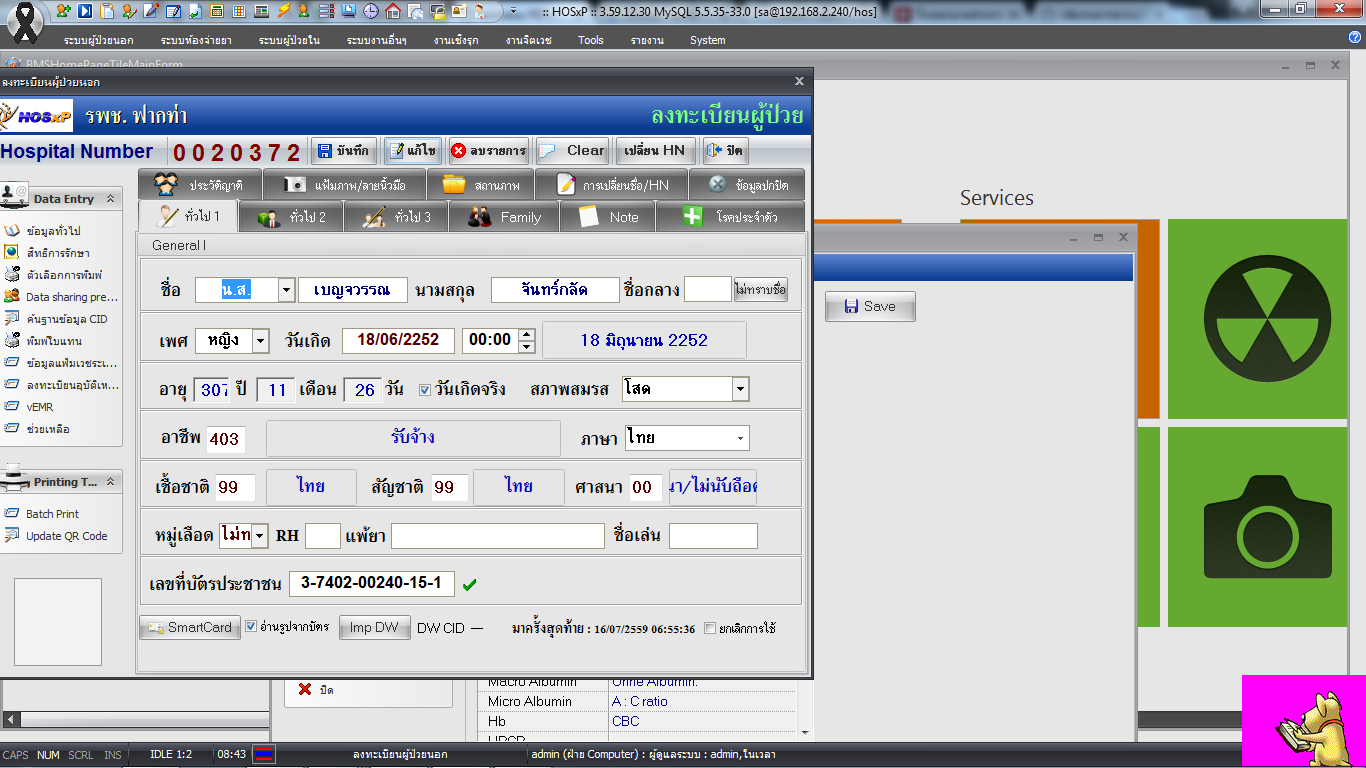 :: HOSxP :: 3.59.12.30 MySQL 5.5.35-33.0 [sa@192.168.2.240/hos]
ระบบผู้ป่วยนอก ระบบห้องจ่ายยา ระบบผู้ป่วยใน ระบบงานอื่นๆ งานเชิงรุก งานจิตเวช Tools รายงาน System
BMSHomePageTileMainForm
ลงทะเบียนผู้ป่วยนอก
HOSxP รพช. ฟากท่า ลงทะเบียนผู้ป่วย
Hospital Number 0020372 บันทึก แก้ไข ลบรายการ Clear เปลี่ยน HN ปิด
ประวัติญาติ แฟ้มภาพ/ลายนิ้วมือ สถานภาพ การเปลี่ยนชื่อ/HN ข้อมูลปกปิด
ทั่วไป 1 ทั่วไป 2 ทั่วไป 3 Family Note โรคประจำตัว
General I
ชื่อ น.ส. เบญจวรรณ นามสกุล จันทร์กลัด ชื่อกลาง ไม่ทราบชื่อ
เพศ หญิง วันเกิด 18/06/2252 00:00 18 มิถุนายน 2252
อายุ 307 ปี 11 เดือน 26 วัน วันเกิดจริง สภาพสมรส โสด
อาชีพ 403 รับจ้าง ภาษา ไทย
เชื้อชาติ 99 ไทย สัญชาติ 99 ไทย ศาสนา 00 นา/ไม่นับถือศ
หมู่เลือด ไม่ท RH แพ้ยา ชื่อเล่น
เลขที่บัตรประชาชน 3-7402-00240-15-1
SmartCard อ่านรูปจากบัตร Imp DW DW CID — มาครั้งสุดท้าย : 16/07/2559 06:55:36 ยกเลิกการใช้
Data Entry
ข้อมูลทั่วไป
สิทธิการรักษา
ตัวเลือกการพิมพ์
Data sharing pre...
ค้นฐานข้อมูล CID
พิมพ์ใบแทน
ข้อมูลแฟ้มเวชระเ...
ลงทะเบียนอุบัติเห...
vEMR
ช่วยเหลือ
Printing T...
Batch Print
Update QR Code
Services
Save
ปิด
Macro Albumin Urine Albumin.
Micro Albumin A : C ratio
Hb CBC
CAPS NUM SCRL INS IDLE 1:2 08:43 ลงทะเบียนผู้ป่วยนอก admin (ฝ่าย Computer) : ผู้ดูแลระบบ : admin,ในเวลา